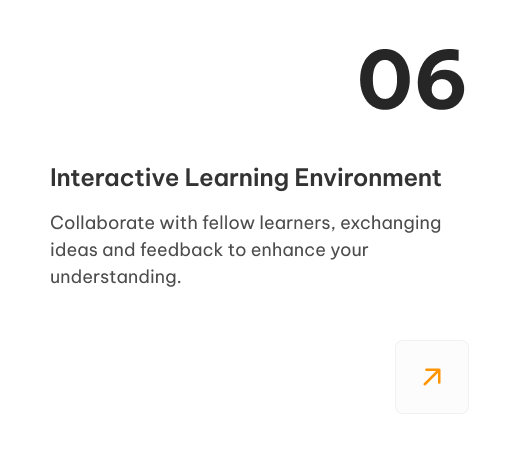 06
Interactive Learning Environment
Collaborate with fellow learners, exchanging
ideas and feedback to enhance your
understanding.